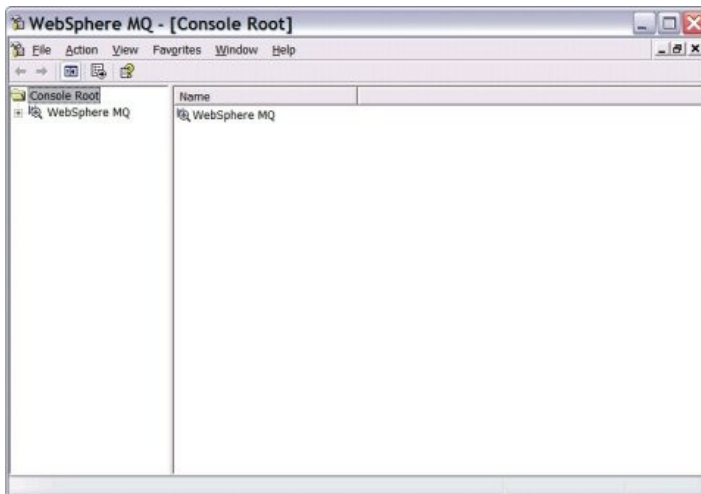 WebSphere MQ - [Console Root]
File Action View Favorites Window Help
Console Root
WebSphere MQ
Name
WebSphere MQ